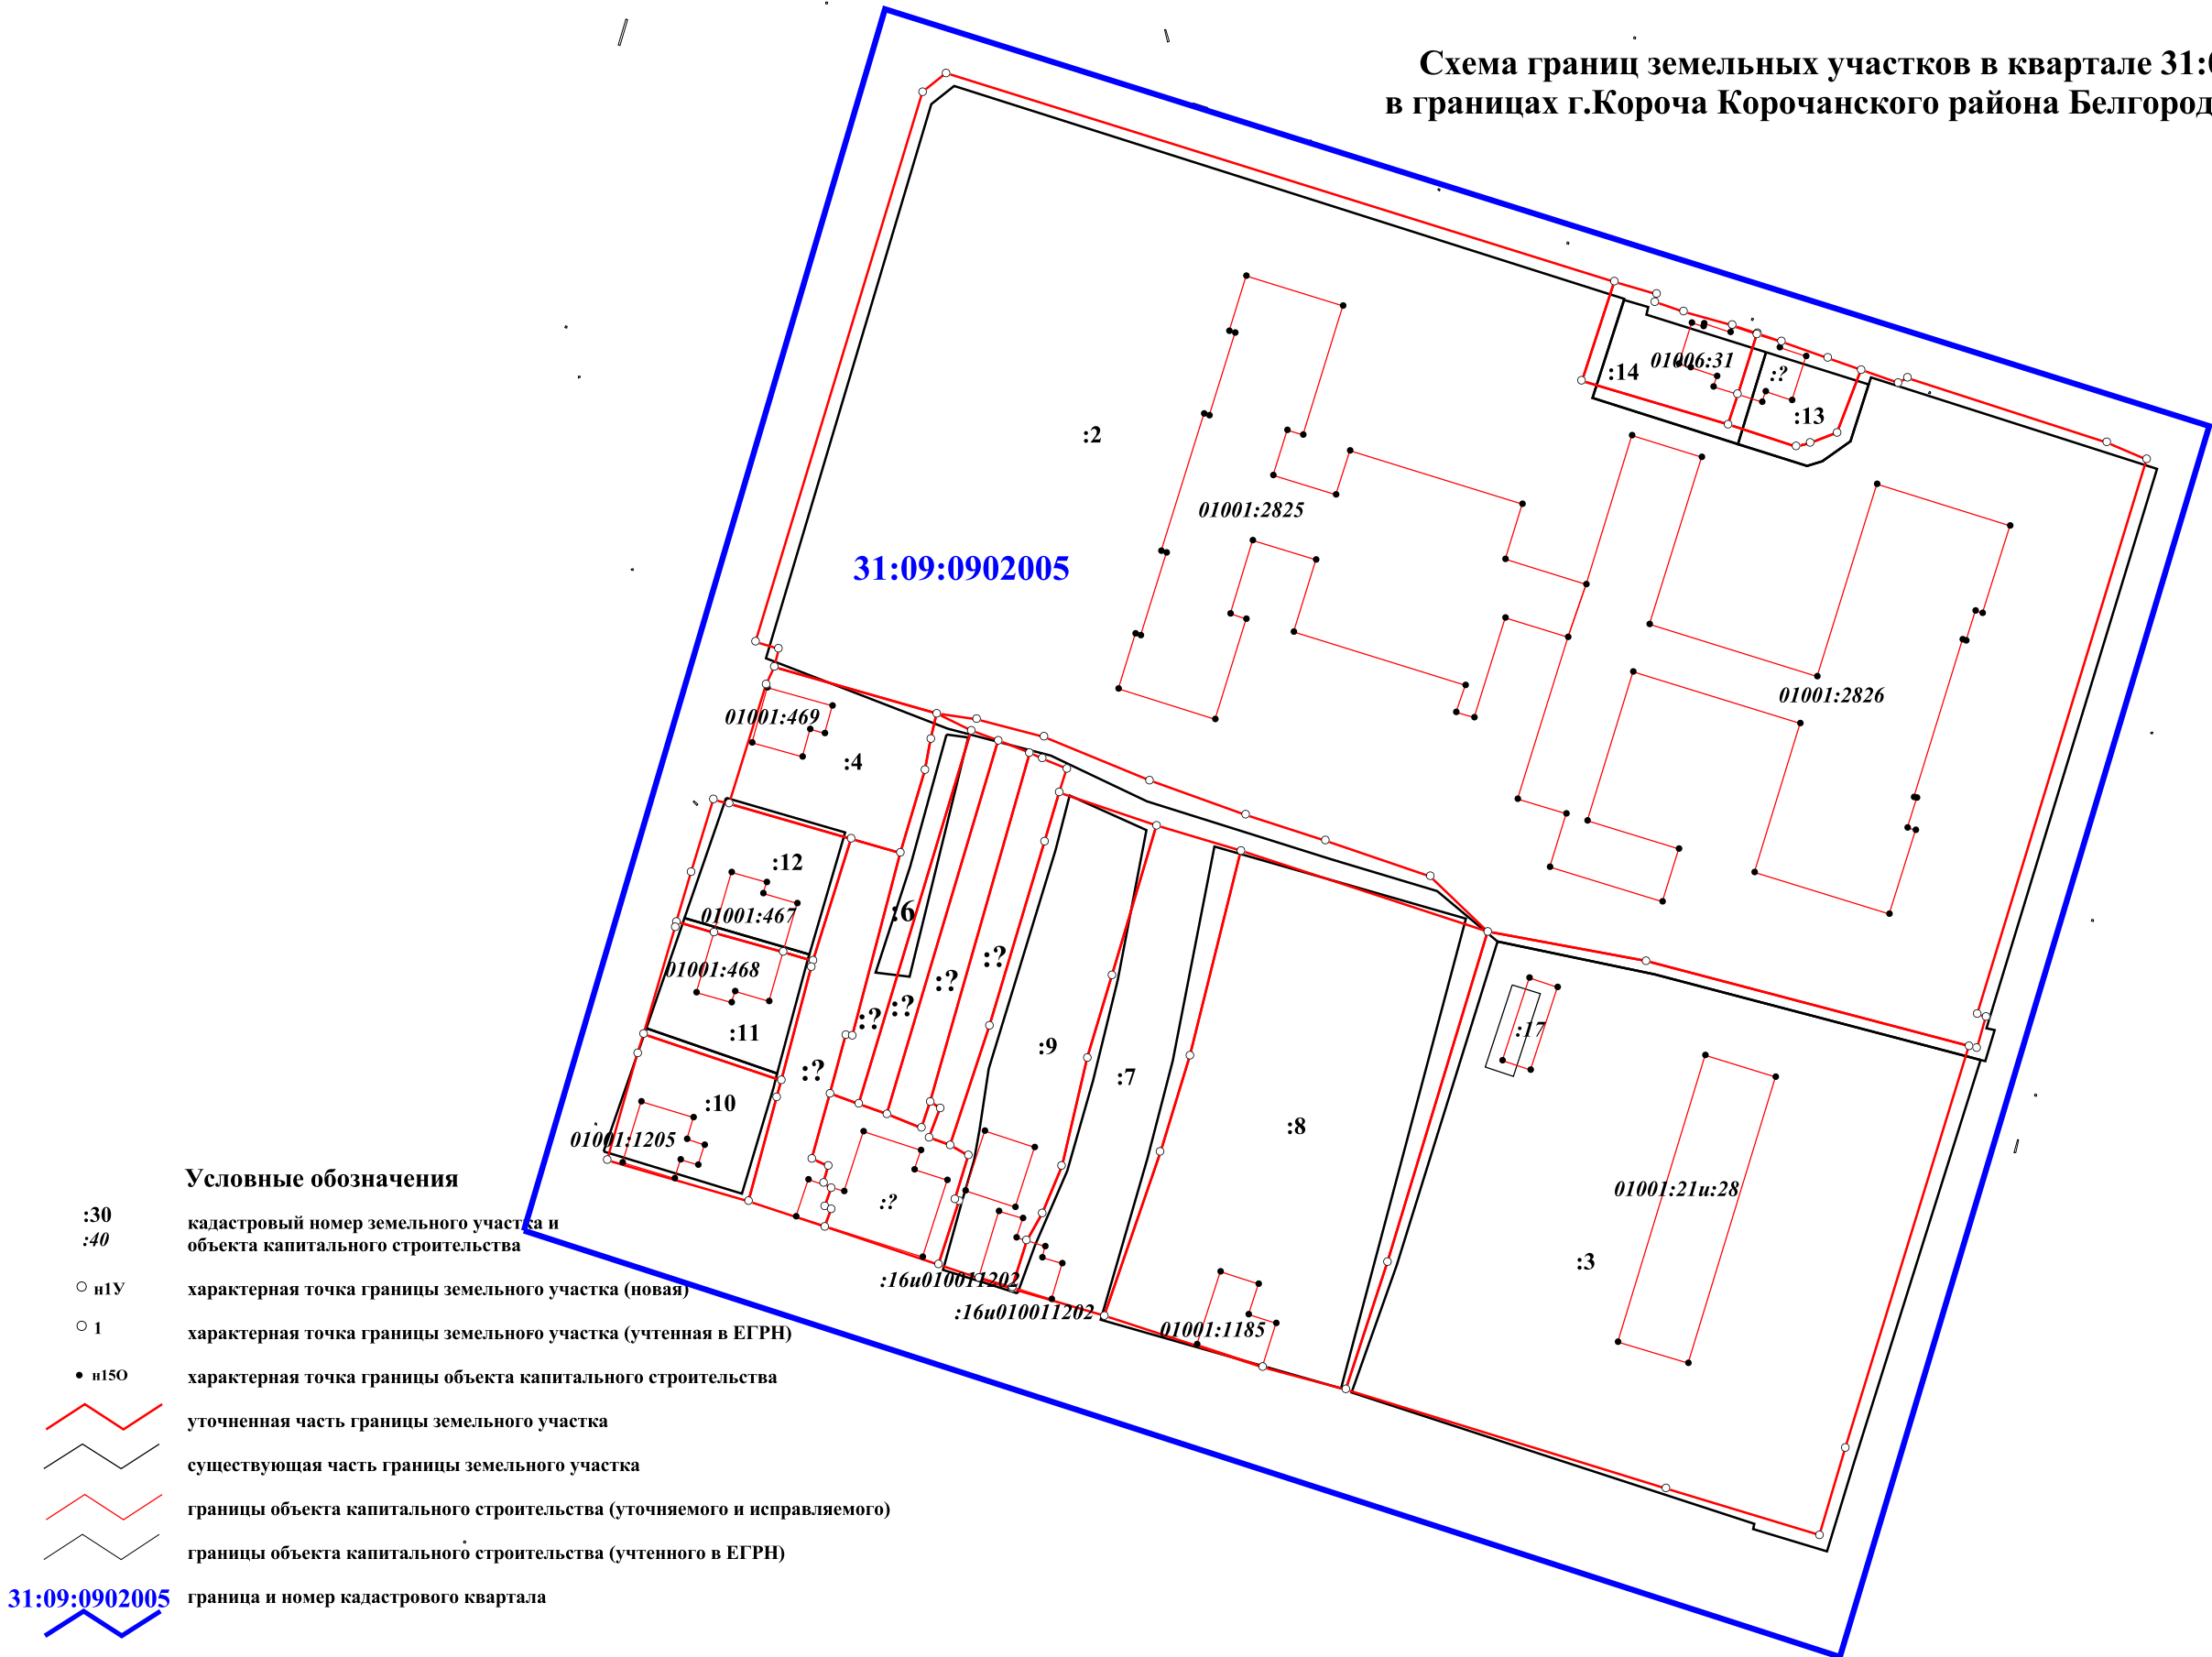 Схема границ земельных участков в квартале 31:0
в границах г.Короча Корочанского района Белгород
:14
01006:31
:?
:13
:2
01001:2825
31:09:0902005
01001:2826
01001:469
:4
:12
01001:467
:6
:?
:?
01001:468
:?
:?
:11
:?
:9
:17
:7
:10
:8
01001:1205
01001:21и:28
:?
:3
:16и010011202
:16и010011202
01001:1185
Условные обозначения
:30
:40
кадастровый номер земельного участка и
объекта капитального строительства
н1У
характерная точка границы земельного участка (новая)
1
характерная точка границы земельного участка (учтенная в ЕГРН)
н15О
характерная точка границы объекта капитального строительства
уточненная часть границы земельного участка
существующая часть границы земельного участка
границы объекта капитального строительства (уточняемого и исправляемого)
границы объекта капитального строительства (учтенного в ЕГРН)
31:09:0902005
граница и номер кадастрового квартала